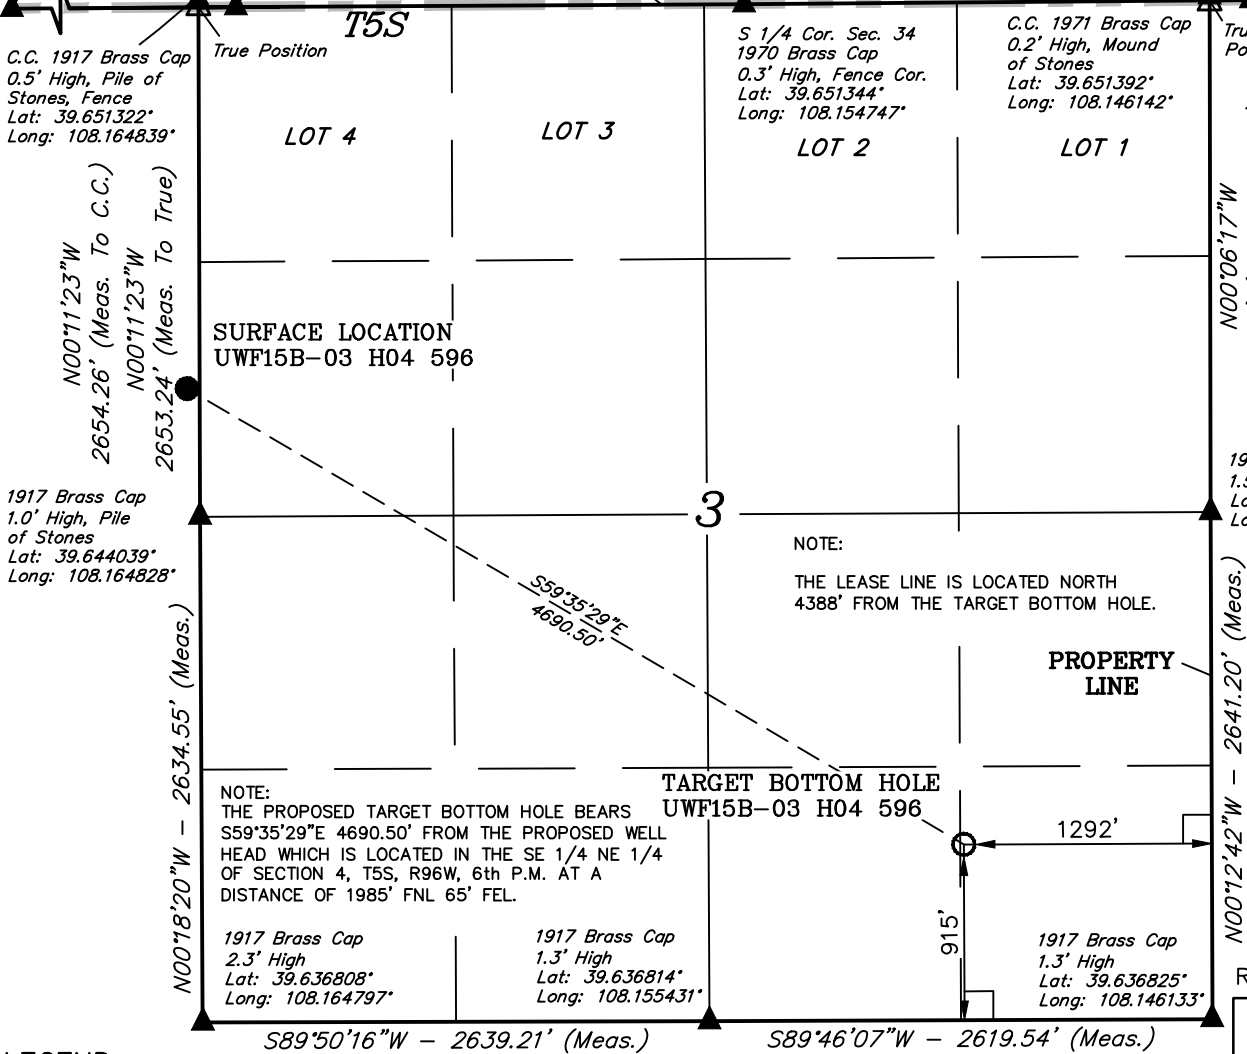 T5S
C.C. 1917 Brass Cap
0.5' High, Pile of
Stones, Fence
Lat: 39.651322°
Long: 108.164839°
True Position
S 1/4 Cor. Sec. 34
1970 Brass Cap
0.3' High, Fence Cor.
Lat: 39.651344°
Long: 108.154747°
C.C. 1971 Brass Cap
0.2' High, Mound
of Stones
Lat: 39.651392°
Long: 108.146142°
LOT 4
LOT 3
LOT 2
LOT 1
N00°11'23"W
2654.26' (Meas. To C.C.)
N00°11'23"W
2653.24' (Meas. To True)
N00°06'17"W
SURFACE LOCATION
UWF15B-03 H04 596
1917 Brass Cap
1.0' High, Pile
of Stones
Lat: 39.644039°
Long: 108.164828°
3
NOTE:
THE LEASE LINE IS LOCATED NORTH
4388' FROM THE TARGET BOTTOM HOLE.
S59°35'29"E
4690.50'
PROPERTY
LINE
N00°18'20"W - 2634.55' (Meas.)
N00°12'42"W - 2641.20' (Meas.)
TARGET BOTTOM HOLE
UWF15B-03 H04 596
NOTE:
THE PROPOSED TARGET BOTTOM HOLE BEARS
S59°35'29"E 4690.50' FROM THE PROPOSED WELL
HEAD WHICH IS LOCATED IN THE SE 1/4 NE 1/4
OF SECTION 4, T5S, R96W, 6th P.M. AT A
DISTANCE OF 1985' FNL 65' FEL.
1292'
915'
1917 Brass Cap
2.3' High
Lat: 39.636808°
Long: 108.164797°
1917 Brass Cap
1.3' High
Lat: 39.636814°
Long: 108.155431°
1917 Brass Cap
1.3' High
Lat: 39.636825°
Long: 108.146133°
S89°50'16"W - 2639.21' (Meas.)
S89°46'07"W - 2619.54' (Meas.)